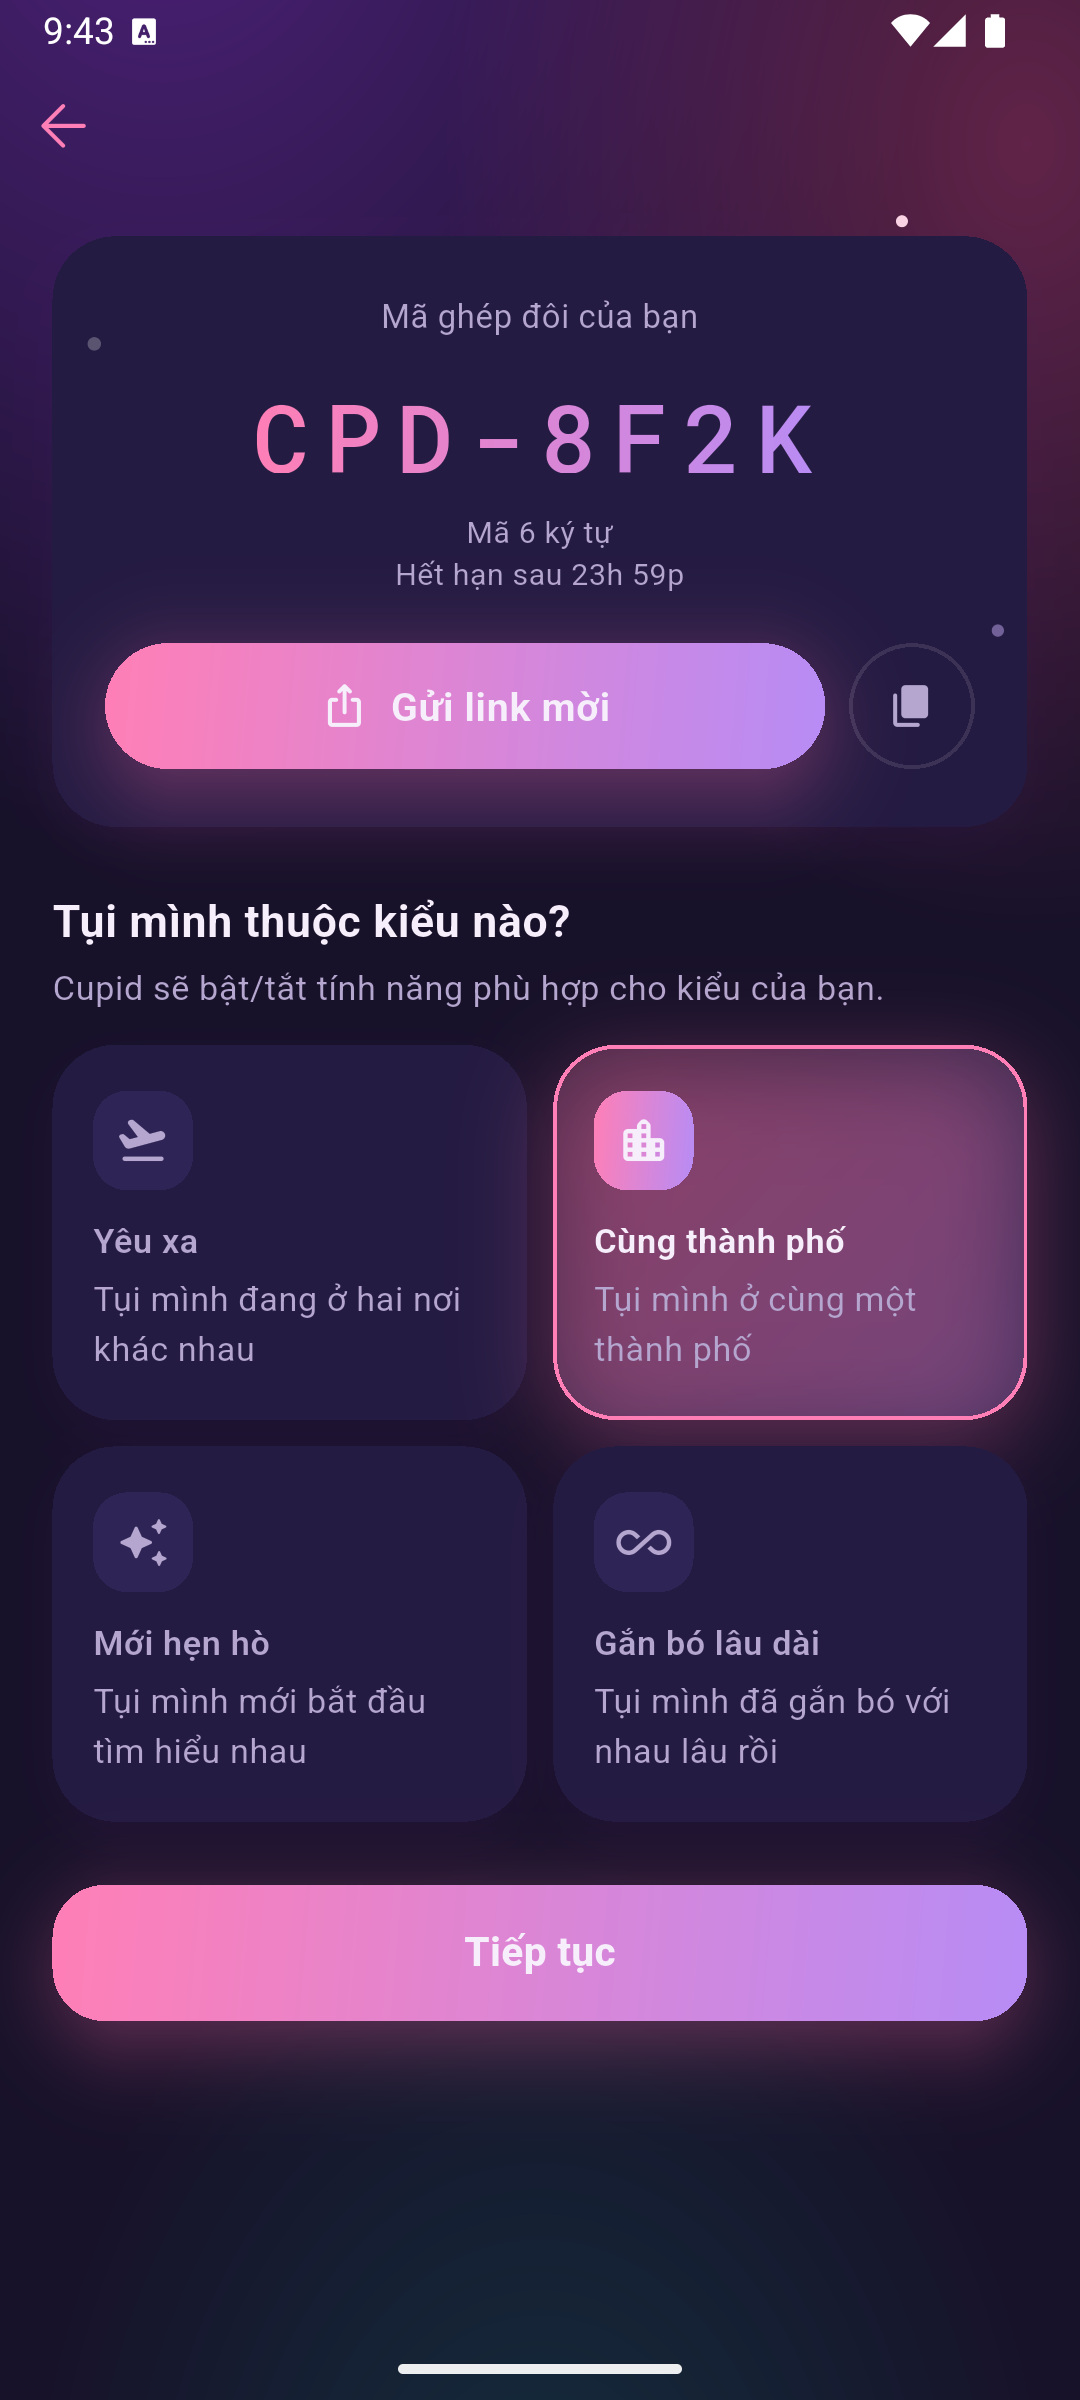 9:43
Mã ghép đôi của bạn
CPD-8F2K
Mã 6 ký tự
Hết hạn sau 23h 59p
Gửi link mời
Tụi mình thuộc kiểu nào?
Cupid sẽ bật/tắt tính năng phù hợp cho kiểu của bạn.
Yêu xa
Tụi mình đang ở hai nơi
khác nhau
Cùng thành phố
Tụi mình ở cùng một
thành phố
Mới hẹn hò
Tụi mình mới bắt đầu
tìm hiểu nhau
Gắn bó lâu dài
Tụi mình đã gắn bó với
nhau lâu rồi
Tiếp tục